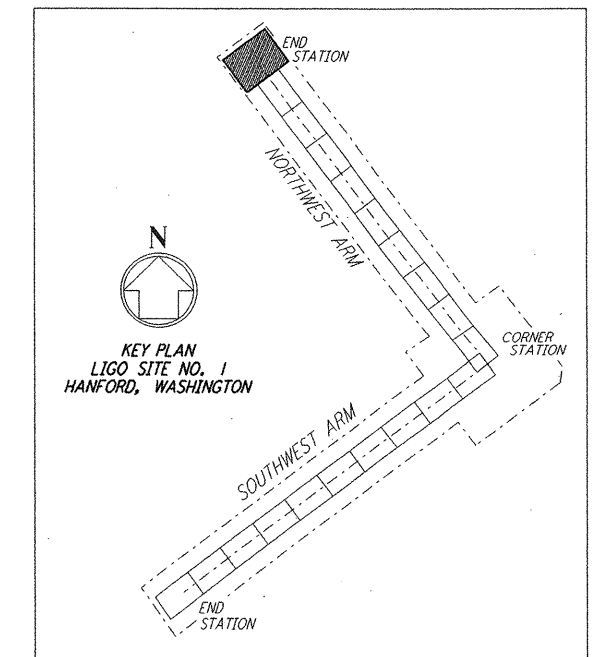 END
STATION
NORTHWEST ARM
N
KEY PLAN
LIGO SITE NO. 1
HANFORD, WASHINGTON
CORNER
STATION
SOUTHWEST ARM
END
STATION